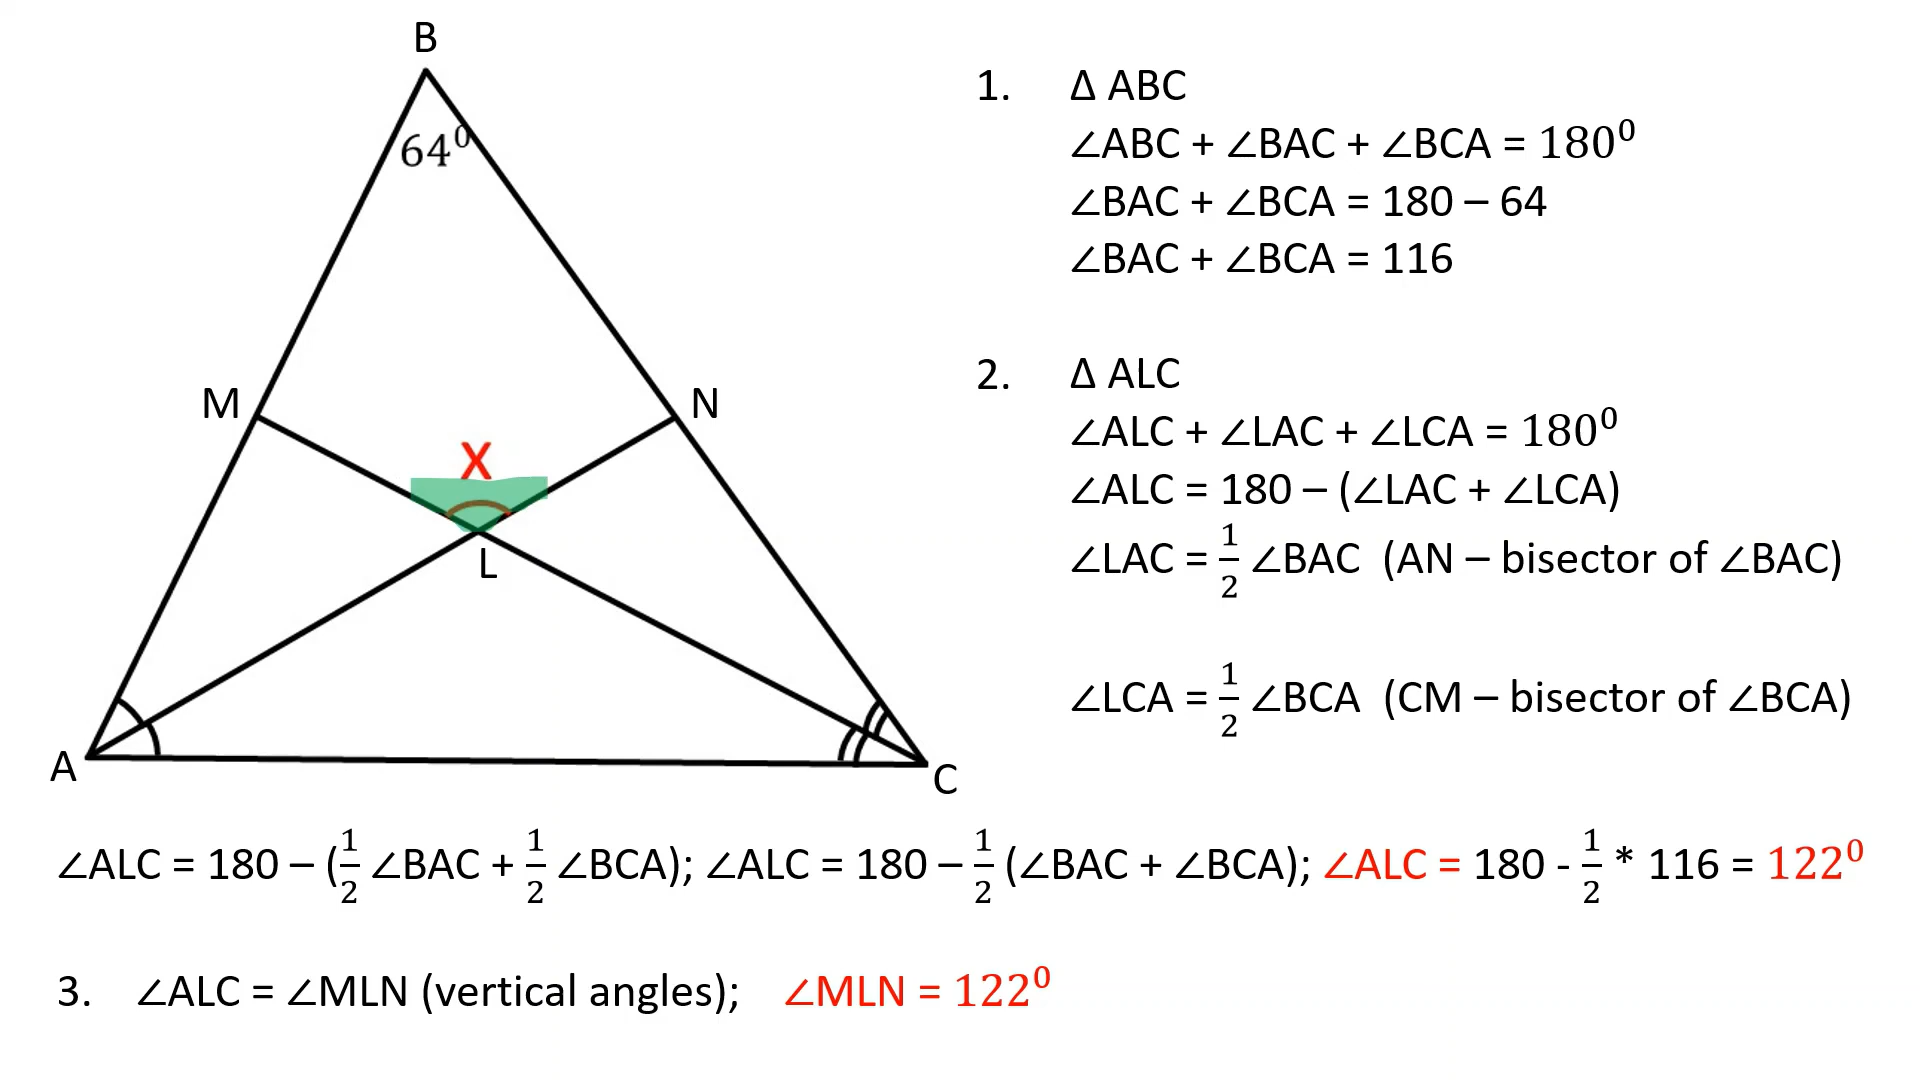 B
64⁰
M
N
X
L
A
C
1. Δ ABC
∠ABC + ∠BAC + ∠BCA = 180⁰
∠BAC + ∠BCA = 180 – 64
∠BAC + ∠BCA = 116
2. Δ ALC
∠ALC + ∠LAC + ∠LCA = 180⁰
∠ALC = 180 – (∠LAC + ∠LCA)
∠LAC = 1/2 ∠BAC (AN – bisector of ∠BAC)
∠LCA = 1/2 ∠BCA (CM – bisector of ∠BCA)
∠ALC = 180 – (1/2 ∠BAC + 1/2 ∠BCA); ∠ALC = 180 – 1/2 (∠BAC + ∠BCA); ∠ALC = 180 - 1/2 * 116 = 122⁰
3. ∠ALC = ∠MLN (vertical angles); ∠MLN = 122⁰